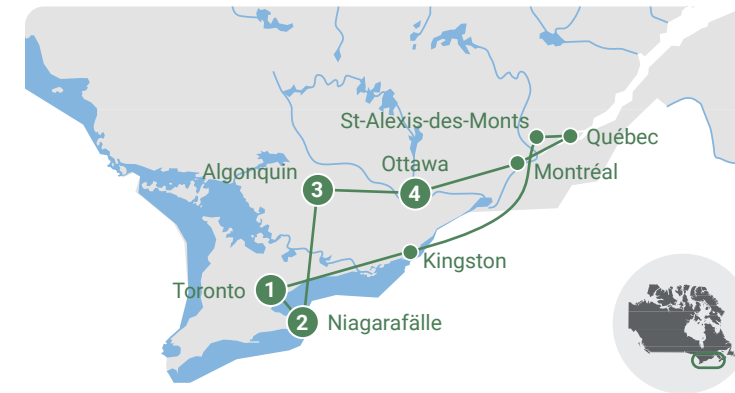 St-Alexis-des-Monts
Québec
Algonquin
Ottawa
Montréal
3
4
Kingston
Toronto
1
2
Niagarafälle